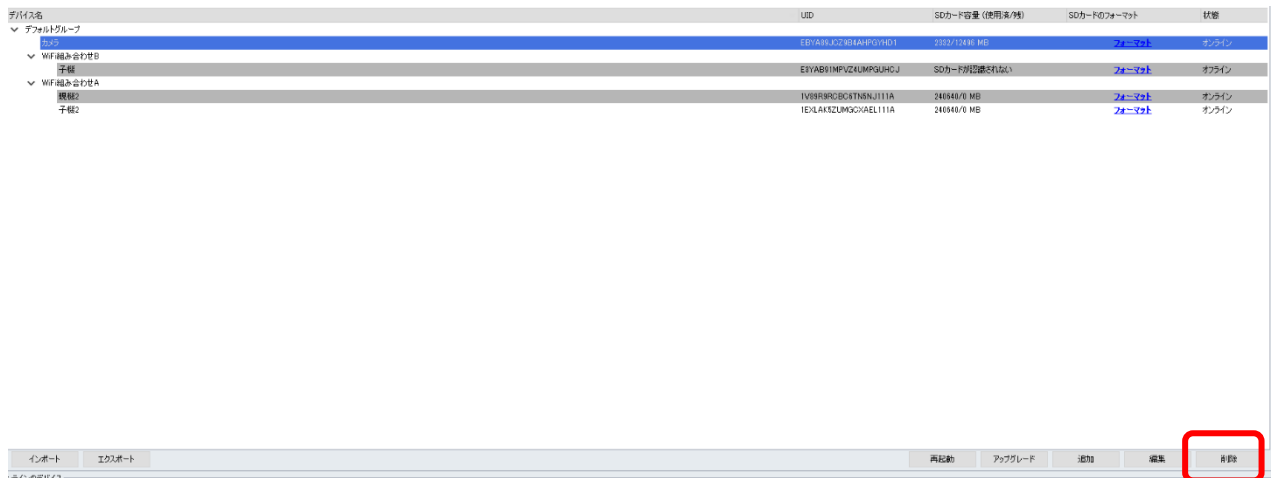 デバイス名 UID SDカード容量 (使用済/残) SDカードのフォーマット 状態
デフォルトグループ
カメラ 2332/12496 MB フォーマット オンライン
WiFi組み合わせB
子機 SDカードが認識されない フォーマット オフライン
WiFi組み合わせA
親機2 240640/0 MB フォーマット オンライン
子機2 240640/0 MB フォーマット オンライン
インポート エクスポート 再起動 アップグレード 追加 編集 削除